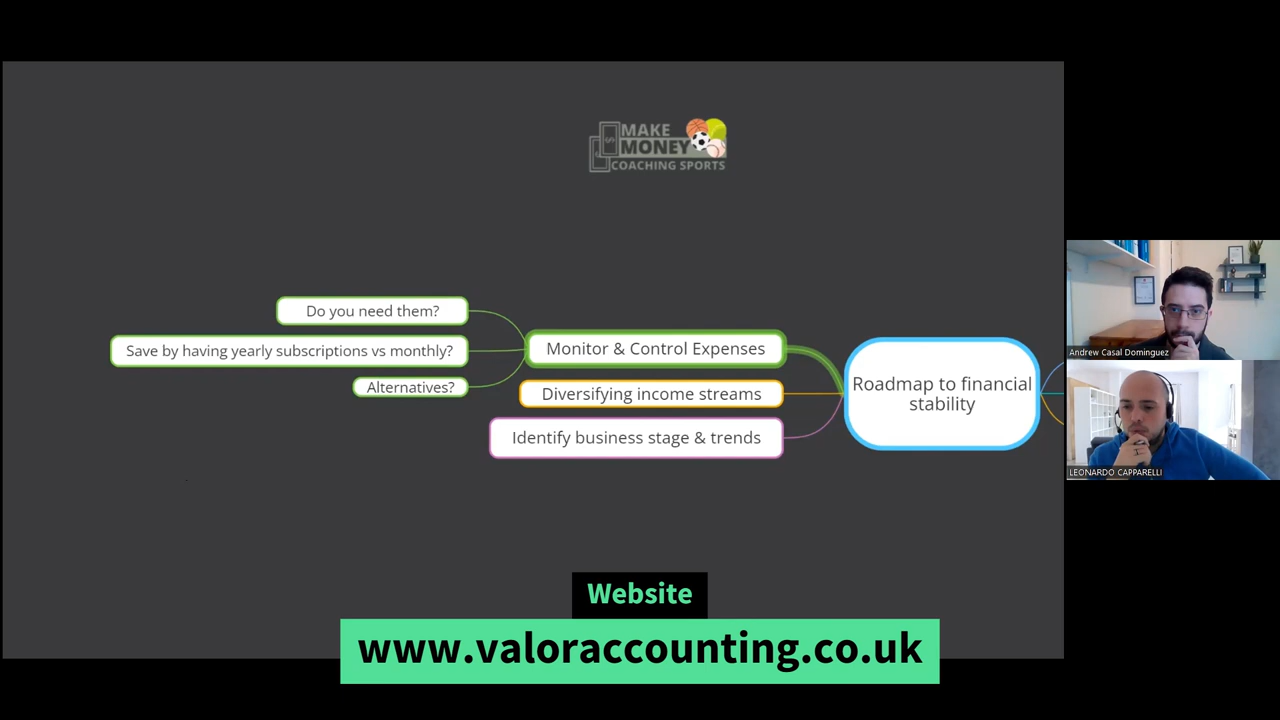 MAKE
MONEY
COACHING SPORTS
Do you need them?
Save by having yearly subscriptions vs monthly?
Alternatives?
Monitor & Control Expenses
Diversifying income streams
Identify business stage & trends
Roadmap to financial
stability
Andrew Casal Dominguez
LEONARDO CAPPARELLI
Website
www.valoraccounting.co.uk